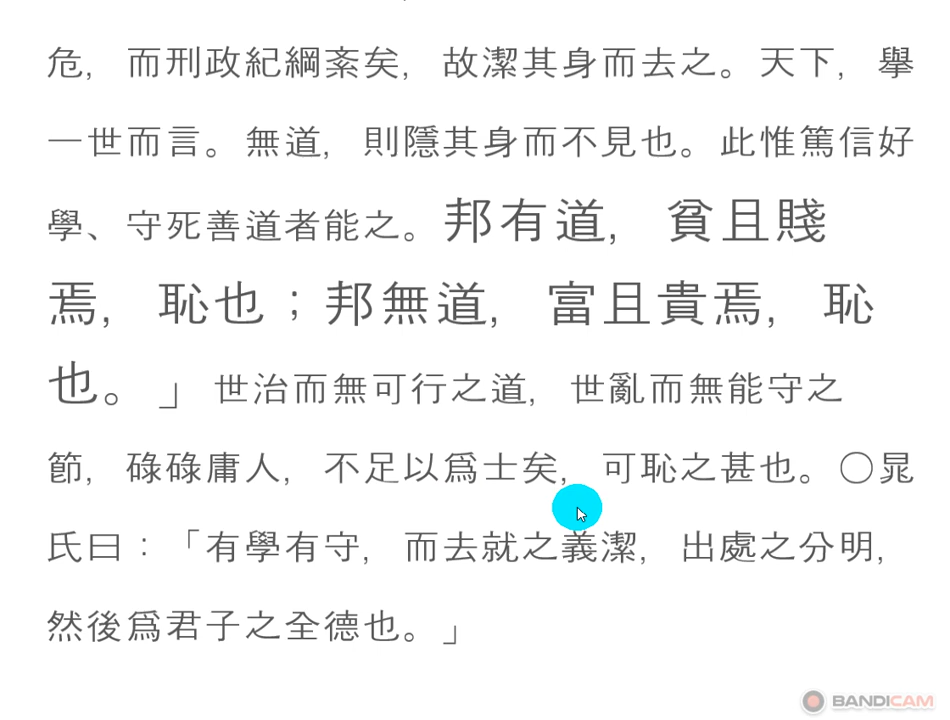 危，而刑政紀綱紊矣，故潔其身而去之。天下，舉
一世而言。無道，則隱其身而不見也。此惟篤信好
學、守死善道者能之。邦有道，貧且賤
焉，恥也；邦無道，富且貴焉，恥
也。」世治而無可行之道，世亂而無能守之
節，碌碌庸人，不足以爲士矣，可恥之甚也。○晁
氏曰：「有學有守，而去就之義潔，出處之分明，
然後爲君子之全德也。」
BANDICAM